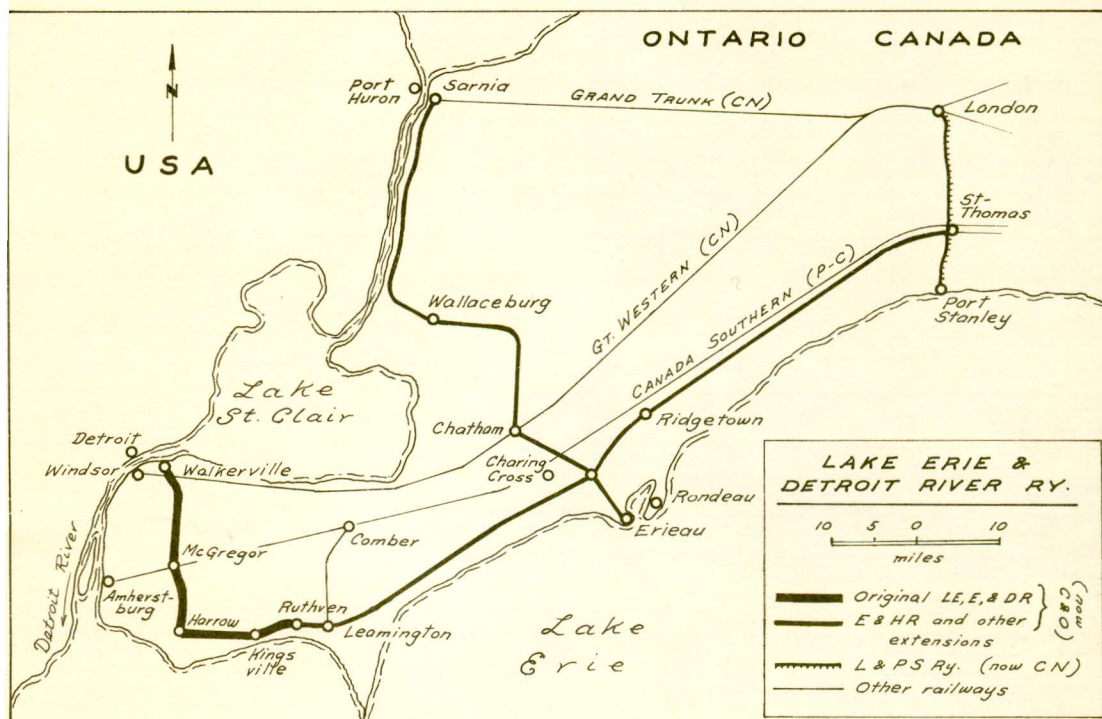 ONTARIO CANADA
N
USA
Port
Huron
Sarnia
GRAND TRUNK (CN)
London
St-
Thomas
GT. WESTERN (CN)
CANADA SOUTHERN (P-C)
Port
Stanley
Wallaceburg
Lake
St. Clair
Chatham
Ridgetown
Detroit
Windsor
Walkerville
Charing
Cross
Rondeau
Erieau
McGregor
Comber
Detroit River
Amherst-
burg
Harrow
Ruthven
Kings
ville
Leamington
Lake
Erie
LAKE ERIE &
DETROIT RIVER RY.
10 5 0 10
miles
Original LE, E, & DR
E & HR and other
extensions
(now
C&O)
L & PS Ry. (now CN)
Other railways